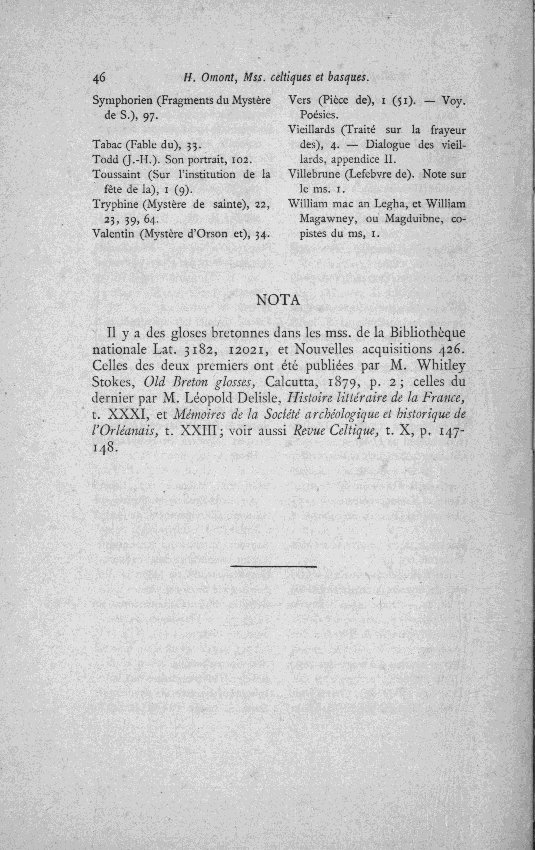 46
H. Omont, Mss. celtiques et basques.
Symphorien (Fragments du Mystère
de S.), 97.
Tabac (Fable du), 33.
Todd (J.-H.). Son portrait, 102.
Toussaint (Sur l'institution de la
fête de la), 1 (9).
Tryphine (Mystère de sainte), 22,
23, 39, 64.
Valentin (Mystère d'Orson et), 34.
Vers (Pièce de), 1 (51). — Voy.
Poésies.
Vieillards (Traité sur la frayeur
des), 4. — Dialogue des vieil-
lards, appendice II.
Villebrune (Lefebvre de). Note sur
le ms. 1.
William mac an Legha, et William
Magawney, ou Magduibne, co-
pistes du ms, 1.
NOTA
Il y a des gloses bretonnes dans les mss. de la Bibliothèque
nationale Lat. 3182, 12021, et Nouvelles acquisitions 426.
Celles des deux premiers ont été publiées par M. Whitley
Stokes, Old Breton glosses, Calcutta, 1879, p. 2 ; celles du
dernier par M. Léopold Delisle, Histoire littéraire de la France,
t. XXXI, et Mémoires de la Société archéologique et historique de
l'Orléanais, t. XXIII ; voir aussi Revue Celtique, t. X, p. 147-
148.